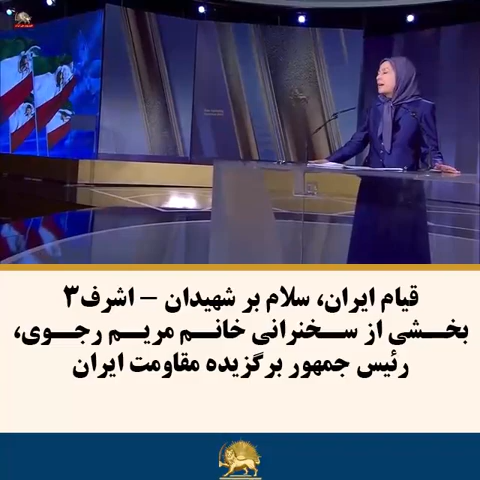 قیام ایران، سلام بر شهیدان – اشرف۳
بخشی از سخنرانی خانم مریم رجوی،
رئیس جمهور برگزیده مقاومت ایران